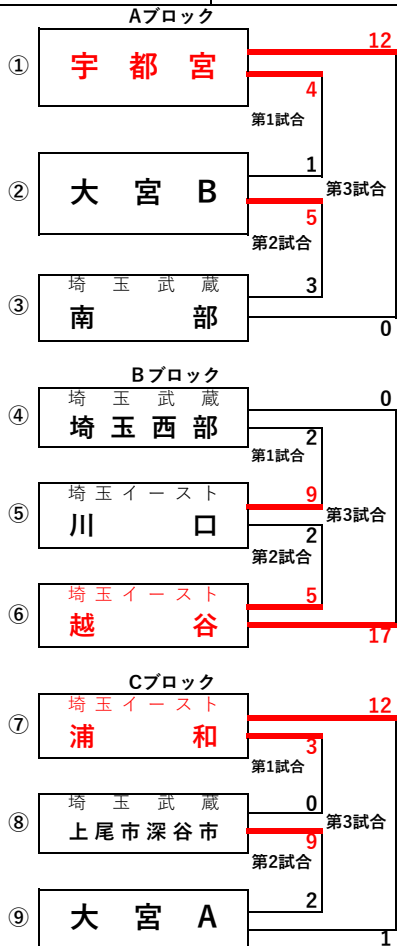 Aブロック
12
① 宇都宮
4
第1試合
1
② 大宮B
第3試合
5
第2試合
埼玉武蔵
3
③ 南部
0
Bブロック
④ 埼玉武蔵
0
埼玉西部
2
第1試合
埼玉イースト
9
⑤ 川口
第3試合
2
第2試合
埼玉イースト
5
⑥ 越谷
17
Cブロック
埼玉イースト
12
⑦ 浦和
3
第1試合
埼玉武蔵
0
⑧ 上尾市深谷市
第3試合
9
第2試合
2
⑨ 大宮A
1